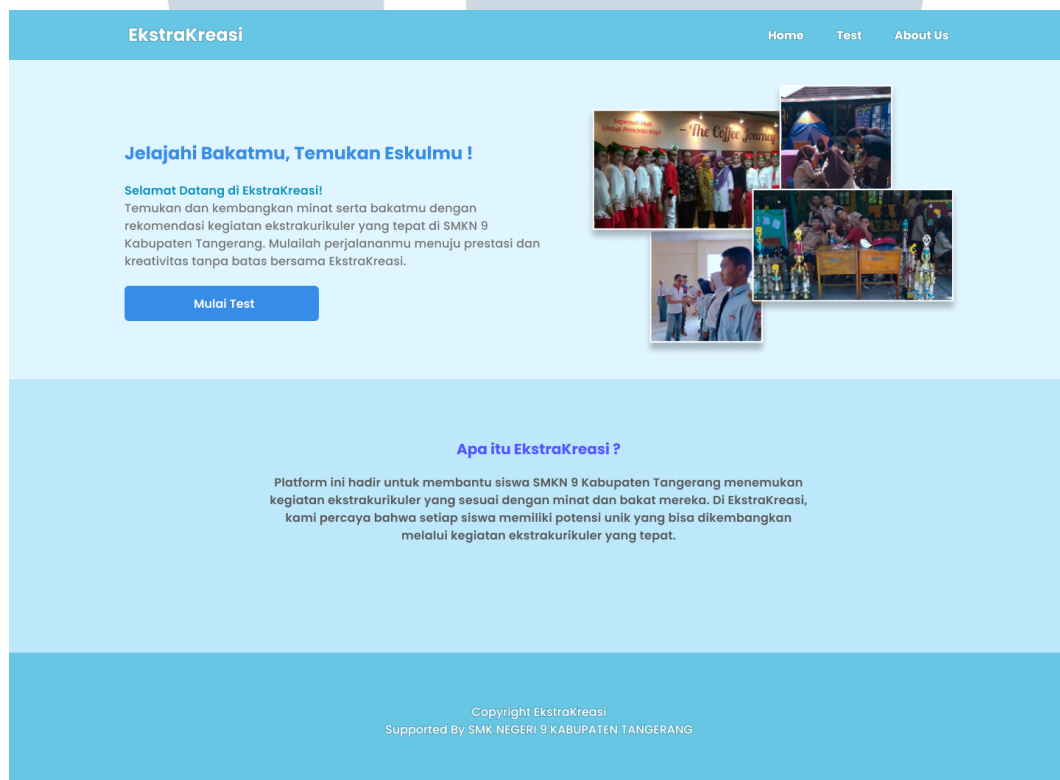 EkstraKreasi
Home Test About Us
Jelajahi Bakatmu, Temukan Eskulmu !
Selamat Datang di EkstraKreasi!
Temukan dan kembangkan minat serta bakatmu dengan
rekomendasi kegiatan ekstrakurikuler yang tepat di SMKN 9
Kabupaten Tangerang. Mulailah perjalananmu menuju prestasi dan
kreativitas tanpa batas bersama EkstraKreasi.
Mulai Test
Sepenuh Hati
Untuk Pencinta Kopi
- The Coffee Journey
Apa itu EkstraKreasi ?
Platform ini hadir untuk membantu siswa SMKN 9 Kabupaten Tangerang menemukan
kegiatan ekstrakurikuler yang sesuai dengan minat dan bakat mereka. Di EkstraKreasi,
kami percaya bahwa setiap siswa memiliki potensi unik yang bisa dikembangkan
melalui kegiatan ekstrakurikuler yang tepat.
Copyright EkstraKreasi
Supported By SMK NEGERI 9 KABUPATEN TANGERANG